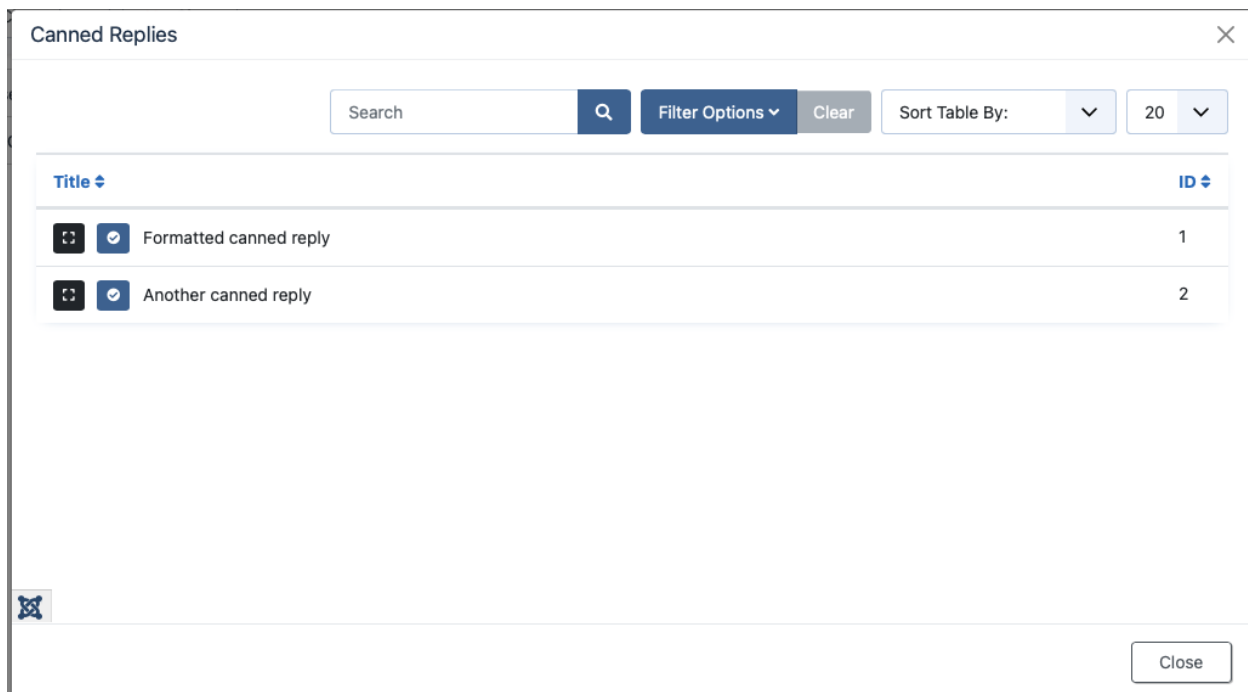 Canned Replies
Search Filter Options Clear Sort Table By: 20
Title ID
Formatted canned reply 1
Another canned reply 2
Close